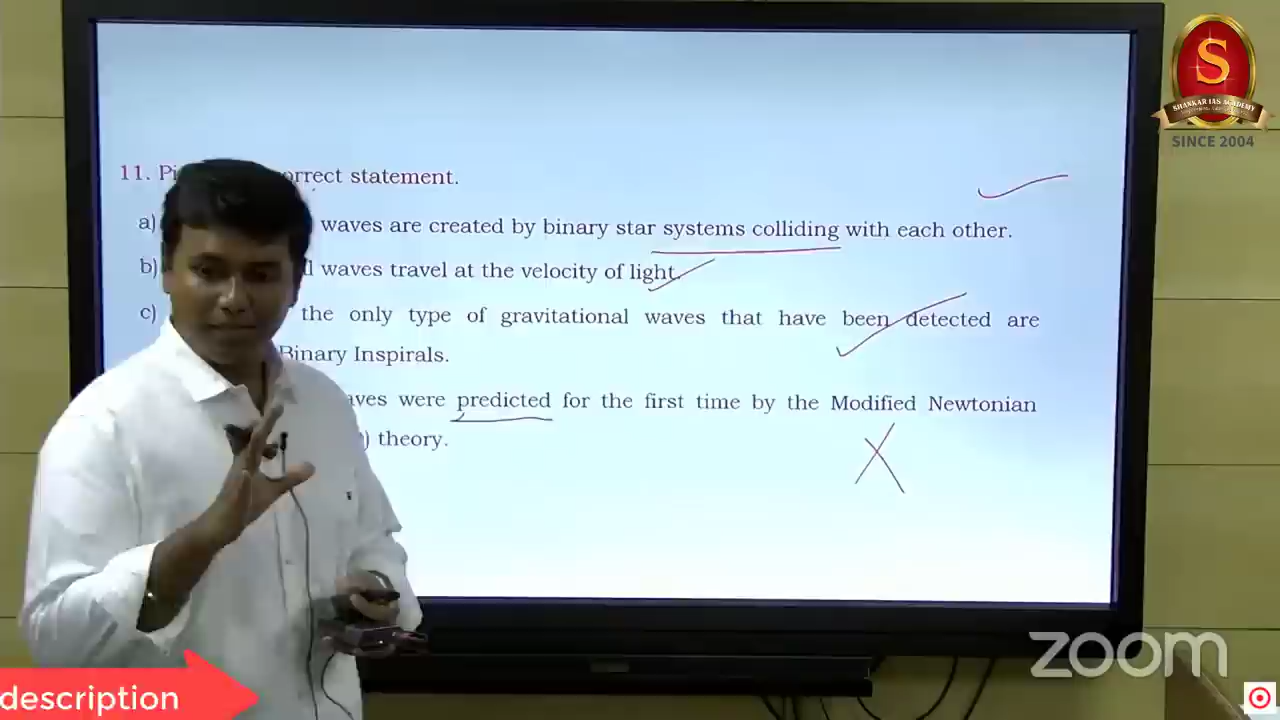 11. Pi orrect statement.
a) waves are created by binary star systems colliding with each other.
b) l waves travel at the velocity of light.
c) the only type of gravitational waves that have been detected are
Binary Inspirals.
aves were predicted for the first time by the Modified Newtonian
) theory.
S
SHANKAR IAS ACADEMY
SINCE 2004
zoom
description